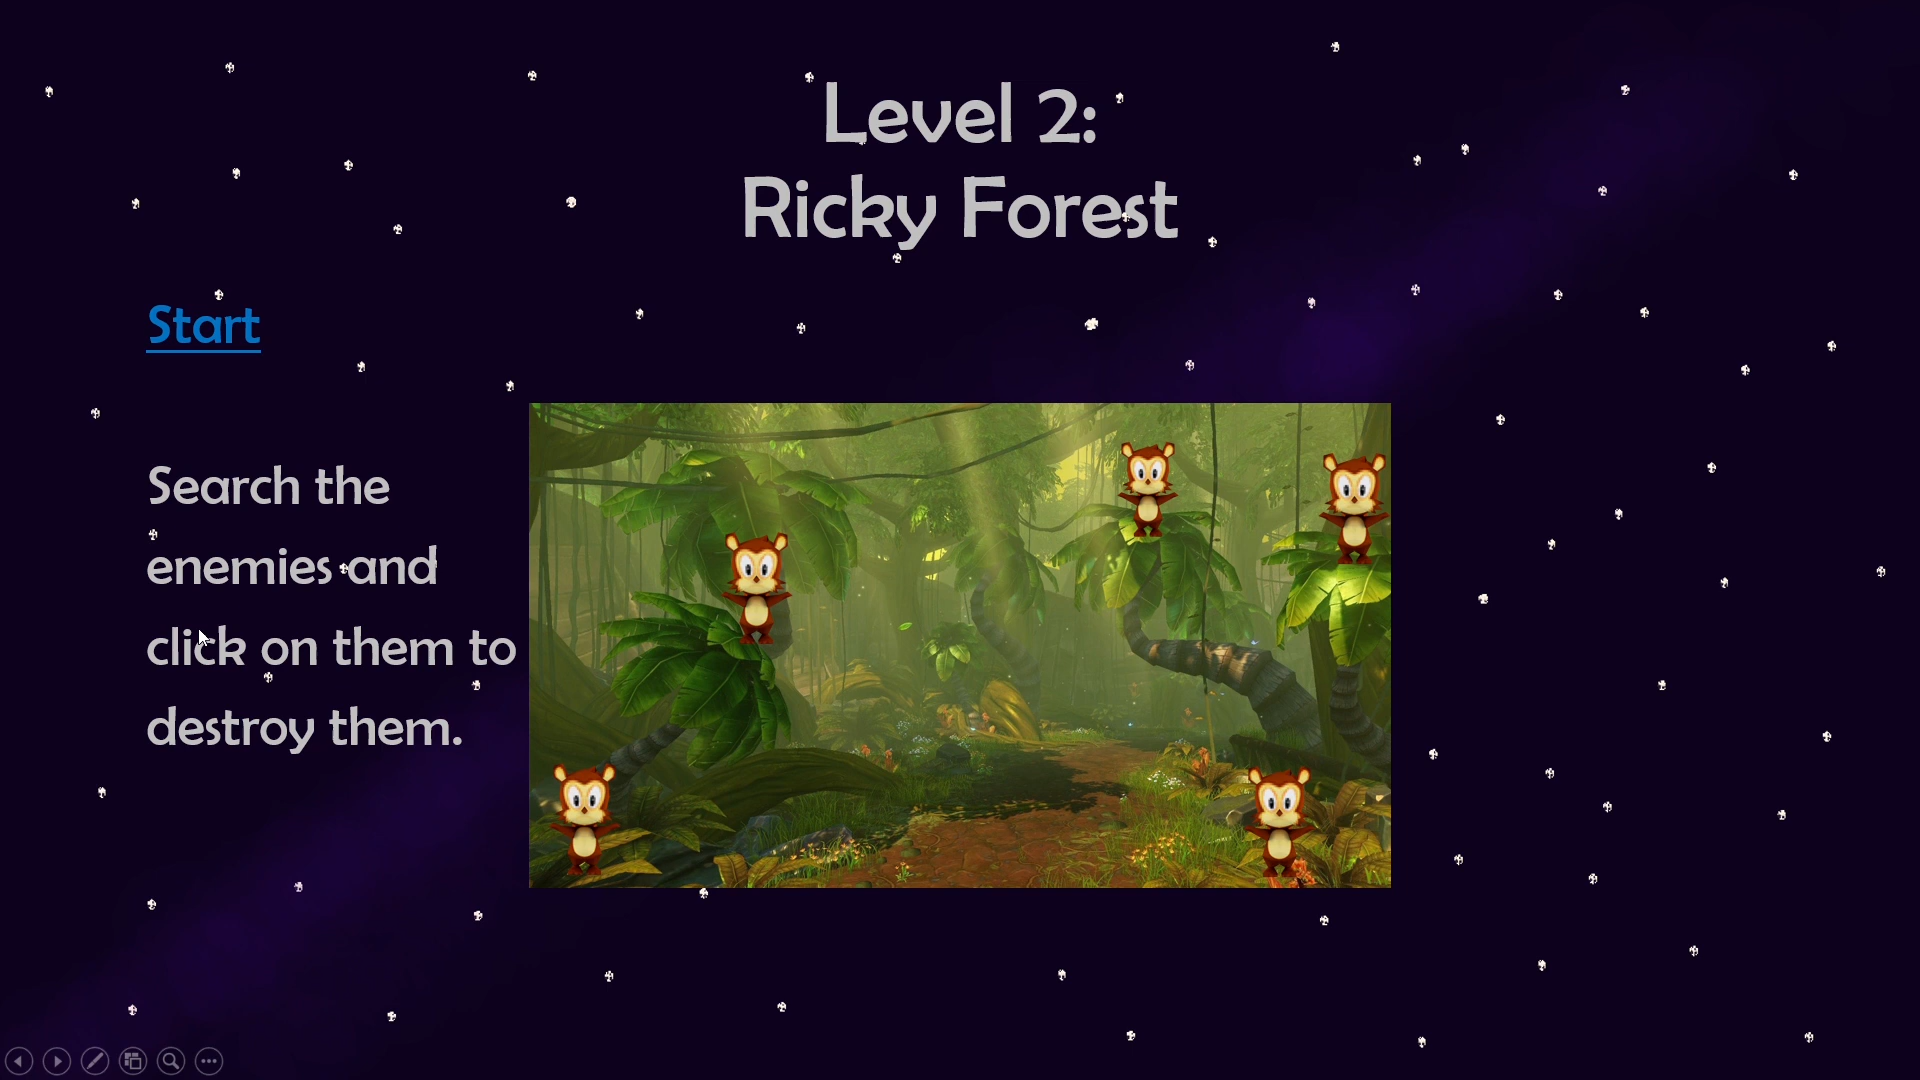 Level 2:
Ricky Forest
Start
Search the
enemies and
click on them to
destroy them.